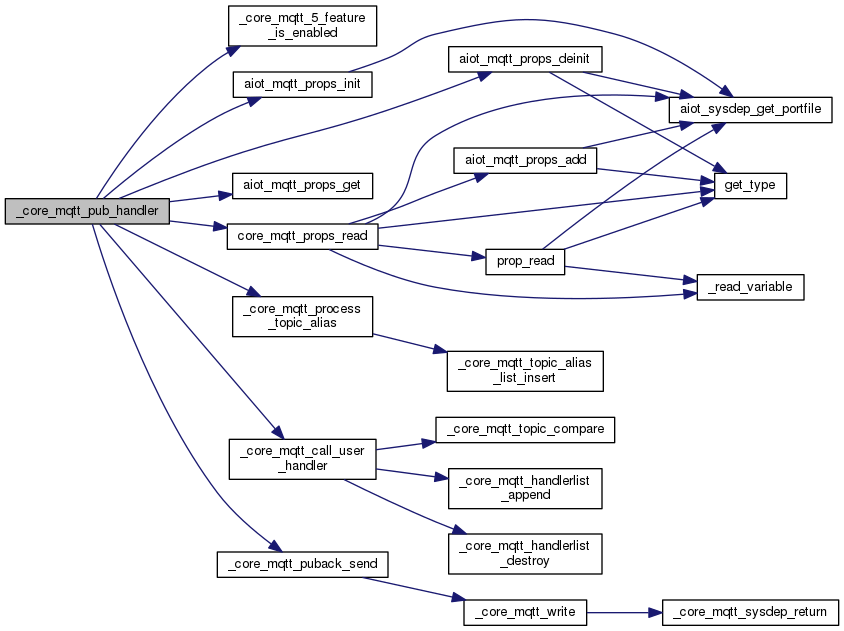 _core_mqtt_5_feature
_is_enabled
aiot_mqtt_props_init
aiot_mqtt_props_deinit
aiot_sysdep_get_portfile
aiot_mqtt_props_add
aiot_mqtt_props_get
get_type
_core_mqtt_pub_handler
core_mqtt_props_read
prop_read
_read_variable
_core_mqtt_process
_topic_alias
_core_mqtt_topic_alias
_list_insert
_core_mqtt_call_user
_handler
_core_mqtt_topic_compare
_core_mqtt_handlerlist
_append
_core_mqtt_handlerlist
_destroy
_core_mqtt_puback_send
_core_mqtt_write
_core_mqtt_sysdep_return